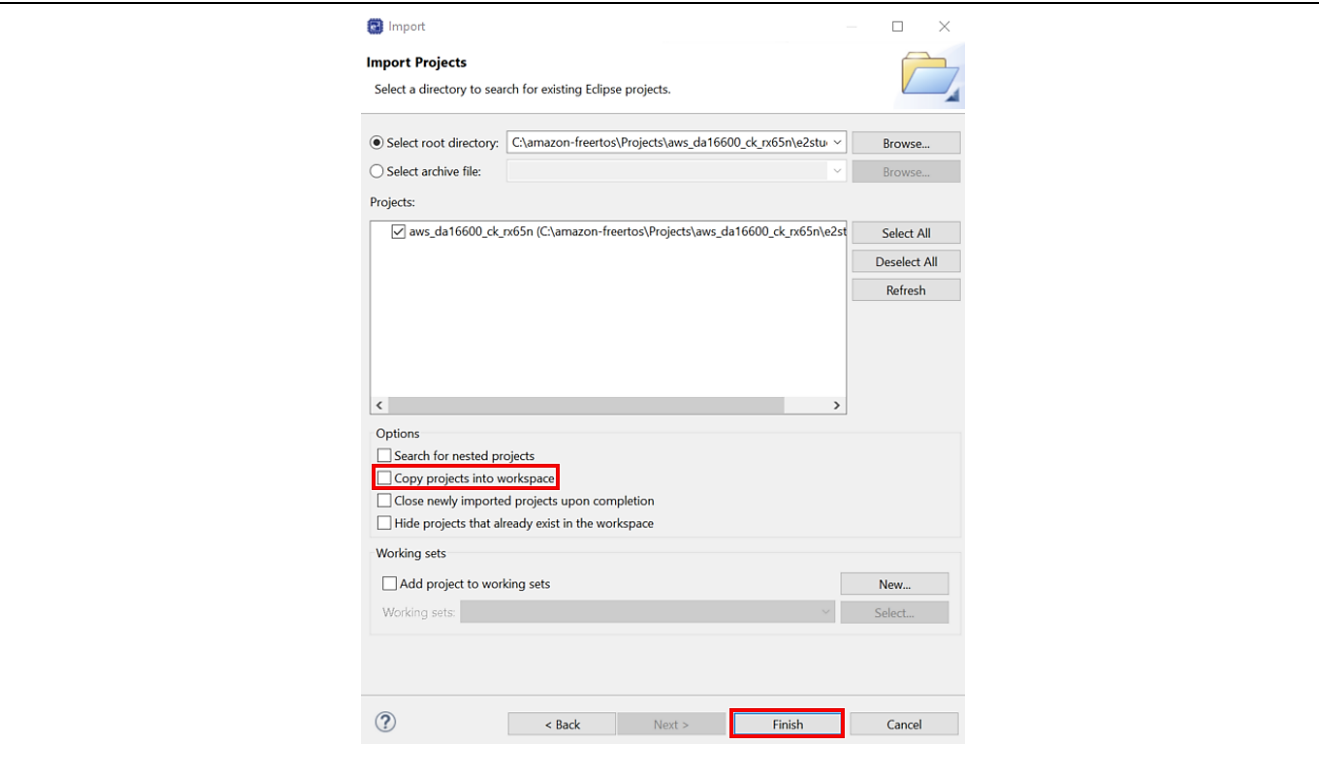 Import
Import Projects
Select a directory to search for existing Eclipse projects.
Select root directory: C:\amazon-freertos\Projects\aws_da16600_ck_rx65n\e2stu Browse...
Select archive file: Browse...
Projects:
aws_da16600_ck_rx65n (C:\amazon-freertos\Projects\aws_da16600_ck_rx65n\e2st Select All
Deselect All
Refresh
Options
Search for nested projects
Copy projects into workspace
Close newly imported projects upon completion
Hide projects that already exist in the workspace
Working sets
Add project to working sets New...
Working sets: Select...
? < Back Next > Finish Cancel